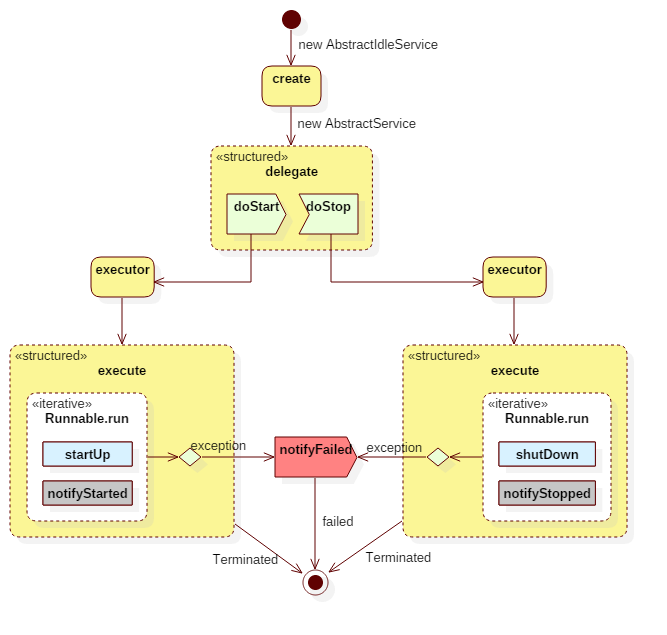 new AbstractIdleService
create
new AbstractService
«structured»
delegate
doStart
doStop
executor
executor
«structured»
execute
«iterative»
Runnable.run
startUp
notifyStarted
exception
notifyFailed
exception
«structured»
execute
«iterative»
Runnable.run
shutDown
notifyStopped
failed
Terminated
Terminated